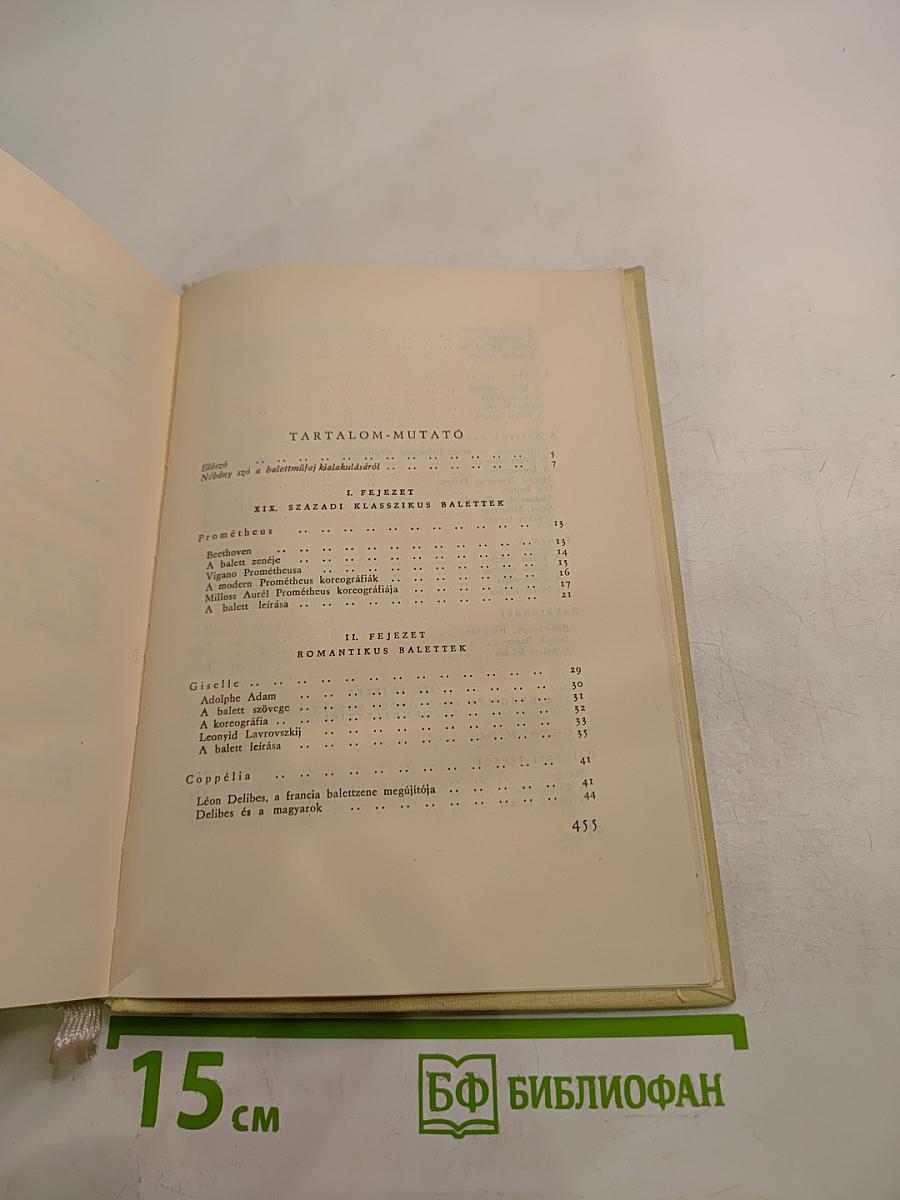 TARTALOM-MUTATÓ
Előszó .. .. .. .. .. .. .. .. .. .. .. .. 5
Néhány szó a balettműfaj kialakulásáról .. .. .. .. .. .. 7
I. FEJEZET
XIX. SZÁZADI KLASSZIKUS BALETTEK
Prométheus .. .. .. .. .. .. .. .. .. .. .. 13
Beethoven .. .. .. .. .. .. .. .. .. .. .. .. 13
A balett zenéje .. .. .. .. .. .. .. .. .. .. .. 14
Vigano Prométheusa .. .. .. .. .. .. .. .. .. .. 15
A modern Prométheus koreográfiák .. .. .. .. .. .. .. 16
Milloss Aurél Prométheus koreográfiája .. .. .. .. .. .. 17
A balett leírása .. .. .. .. .. .. .. .. .. .. .. 21
II. FEJEZET
ROMANTIKUS BALETTEK
Giselle .. .. .. .. .. .. .. .. .. .. .. .. .. 29
Adolphe Adam .. .. .. .. .. .. .. .. .. .. .. 30
A balett szövege .. .. .. .. .. .. .. .. .. .. .. 31
A koreográfia .. .. .. .. .. .. .. .. .. .. .. .. 32
Leonyid Lavrovszkij .. .. .. .. .. .. .. .. .. .. 33
A balett leírása .. .. .. .. .. .. .. .. .. .. .. 35
Coppélia .. .. .. .. .. .. .. .. .. .. .. .. 41
Léon Delibes, a francia balettzene megújítója .. .. .. .. .. 41
Delibes és a magyarok .. .. .. .. .. .. .. .. .. 44
455
15 см
БФ БИБЛИОФАН